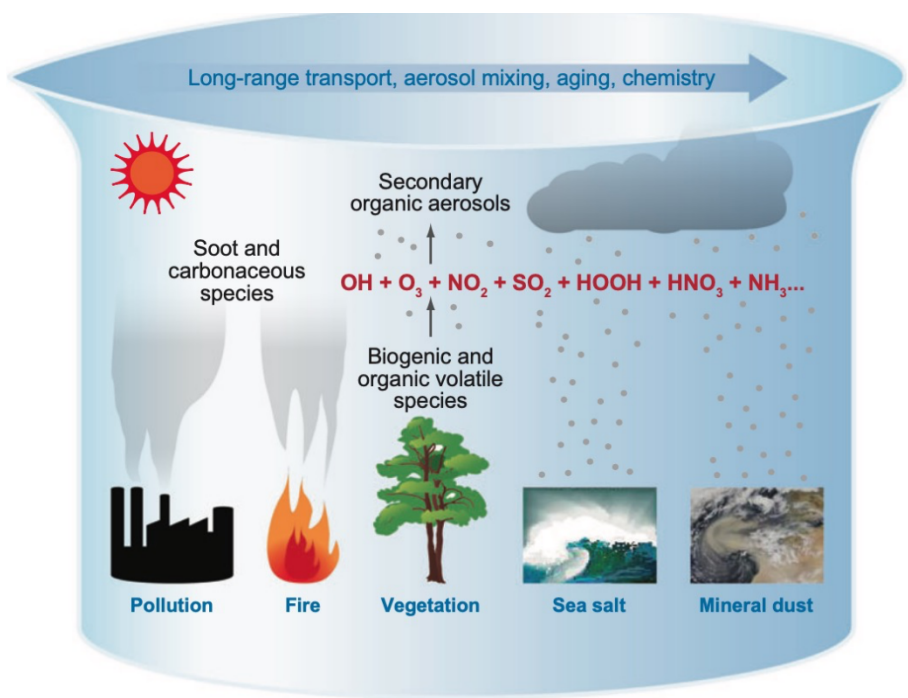 Long-range transport, aerosol mixing, aging, chemistry
Secondary
organic aerosols
Soot and
carbonaceous
species
OH + O₃ + NO₂ + SO₂ + HOOH + HNO₃ + NH₃...
Biogenic and
organic volatile
species
Pollution
Fire
Vegetation
Sea salt
Mineral dust